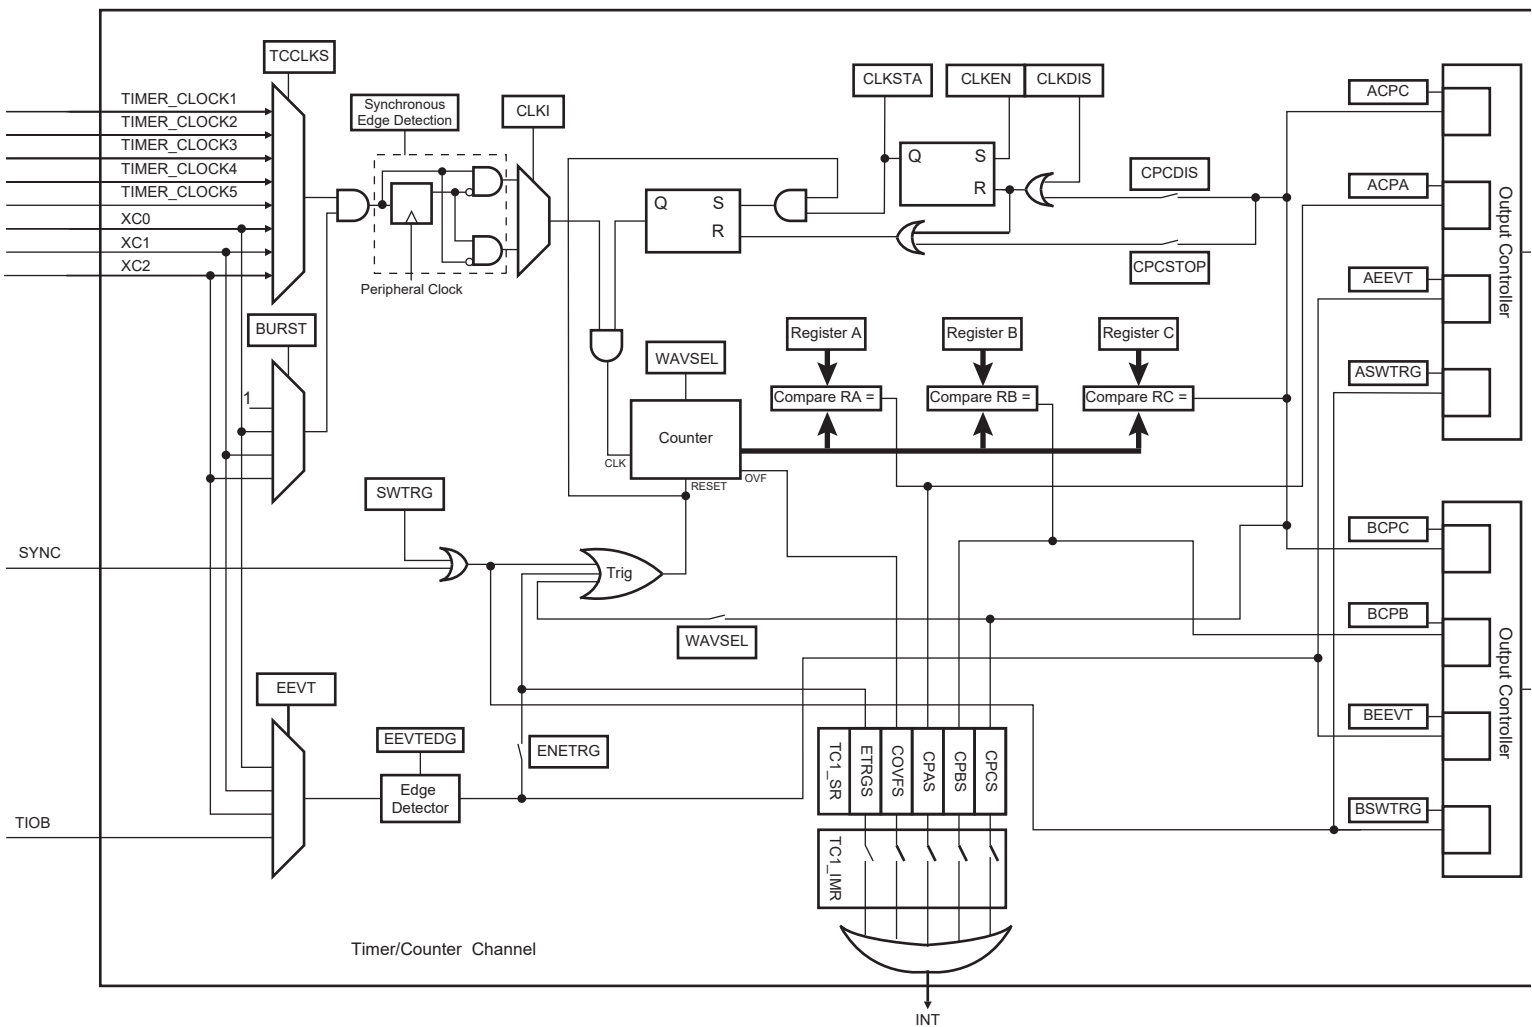 TCCLKS
TIMER_CLOCK1
TIMER_CLOCK2
TIMER_CLOCK3
TIMER_CLOCK4
TIMER_CLOCK5
XC0
XC1
XC2
Synchronous
Edge Detection
CLKI
Peripheral Clock
CLKSTA
CLKEN
CLKDIS
Q
S
R
Q
S
R
CPCDIS
CPCSTOP
ACPC
ACPA
AEEVT
ASWTRG
Output Controller
BURST
1
Register A
Register B
Register C
WAVSEL
Compare RA =
Compare RB =
Compare RC =
Counter
CLK
RESET
OVF
SWTRG
SYNC
Trig
WAVSEL
BCPC
BCPB
BEEVT
BSWTRG
Output Controller
EEVT
EEVTEDG
Edge
Detector
ENETRG
TIOB
TC1_SR
ETRGS
COVFS
CPAS
CPBS
CPCS
TC1_IMR
Timer/Counter Channel
INT